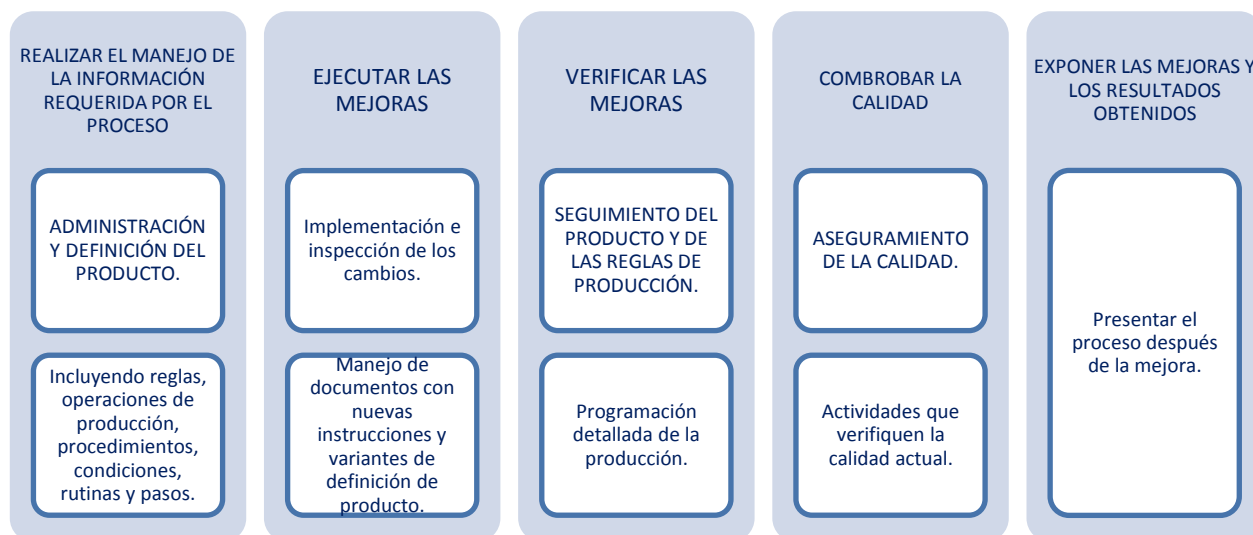 REALIZAR EL MANEJO DE
LA INFORMACIÓN
REQUERIDA POR EL
PROCESO
ADMINISTRACIÓN
Y DEFINICIÓN DEL
PRODUCTO.
Incluyendo reglas,
operaciones de
producción,
procedimientos,
condiciones,
rutinas y pasos.
EJECUTAR LAS
MEJORAS
Implementación e
inspección de los
cambios.
Manejo de
documentos con
nuevas
instrucciones y
variantes de
definición de
producto.
VERIFICAR LAS
MEJORAS
SEGUIMIENTO DEL
PRODUCTO Y DE
LAS REGLAS DE
PRODUCCIÓN.
Programación
detallada de la
producción.
COMBROBAR LA
CALIDAD
ASEGURAMIENTO
DE LA CALIDAD.
Actividades que
verifiquen la
calidad actual.
EXPONER LAS MEJORAS Y
LOS RESULTADOS
OBTENIDOS
Presentar el
proceso después
de la mejora.